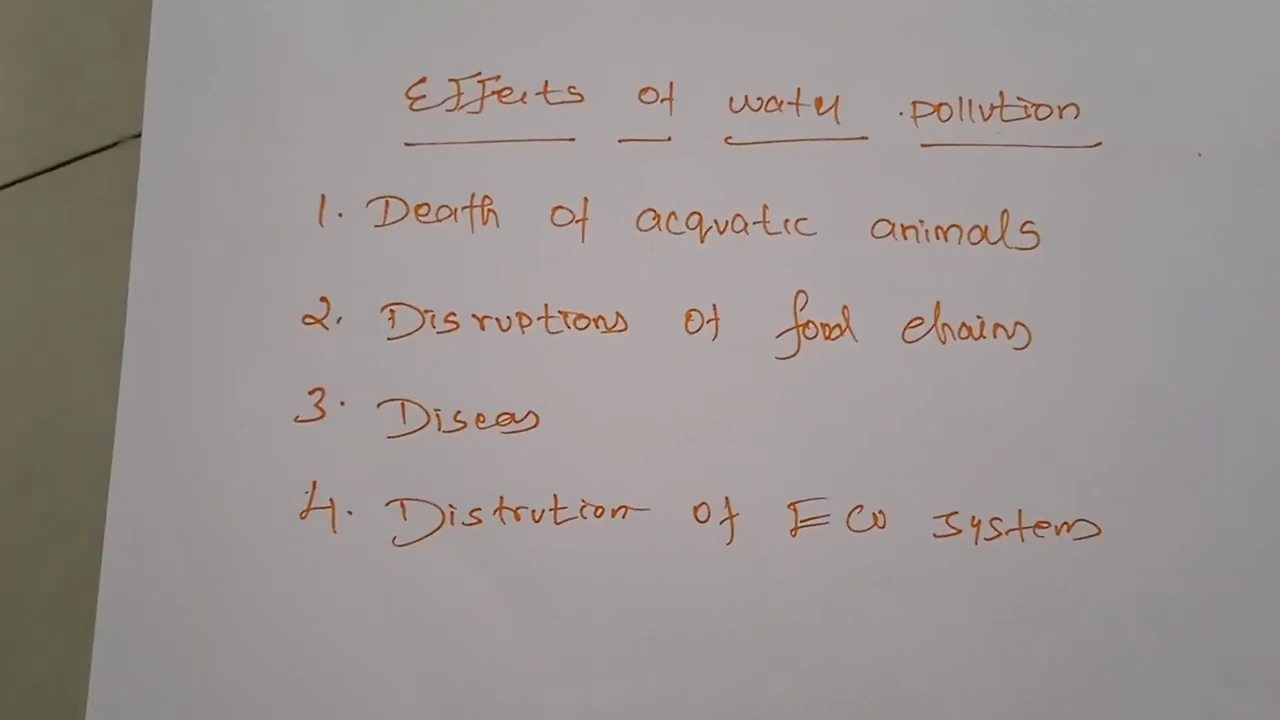 Effects of water pollution
1. Death of acquatic animals
2. Disruptions of food chains
3. Diseas
4. Distrution of Eco systems